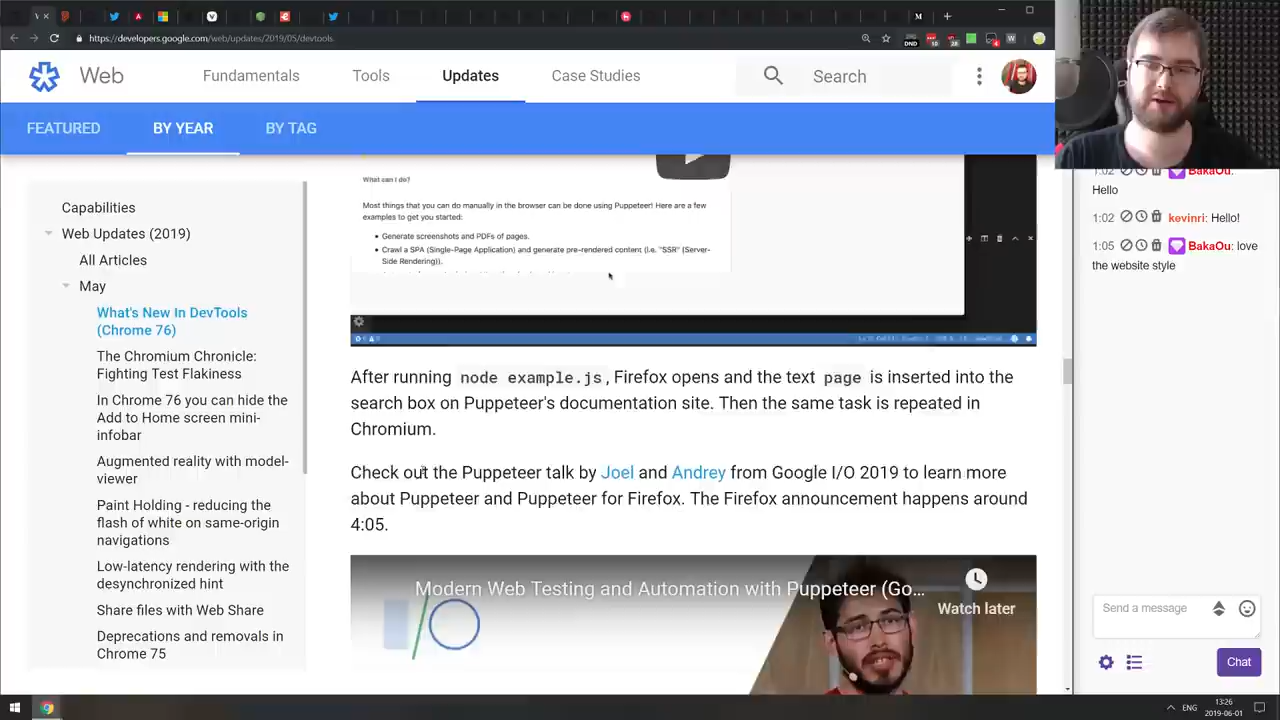 https://developers.google.com/web/updates/2019/05/devtools.
Web
Fundamentals
Tools
Updates
Case Studies
Search
FEATURED
BY YEAR
BY TAG
Capabilities
Web Updates (2019)
All Articles
May
What's New In DevTools
(Chrome 76)
The Chromium Chronicle:
Fighting Test Flakiness
In Chrome 76 you can hide the
Add to Home screen mini-
infobar
Augmented reality with model-
viewer
Paint Holding - reducing the
flash of white on same-origin
navigations
Low-latency rendering with the
desynchronized hint
Share files with Web Share
Deprecations and removals in
Chrome 75
What can I do?
Most things that you can do manually in the browser can be done using Puppeteer! Here are a few
examples to get you started:
• Generate screenshots and PDFs of pages.
• Crawl a SPA (Single-Page Application) and generate pre-rendered content (i.e. "SSR" (Server-
Side Rendering)).
After running node example.js, Firefox opens and the text page is inserted into the
search box on Puppeteer's documentation site. Then the same task is repeated in
Chromium.
Check out the Puppeteer talk by Joel and Andrey from Google I/O 2019 to learn more
about Puppeteer and Puppeteer for Firefox. The Firefox announcement happens around
4:05.
Modern Web Testing and Automation with Puppeteer (Go...
Watch later
1:02 BakaOu:
Hello
1:02 kevinri: Hello!
1:05 BakaOu: love
the website style
Send a message
Chat
ENG
13:26
2019-06-01